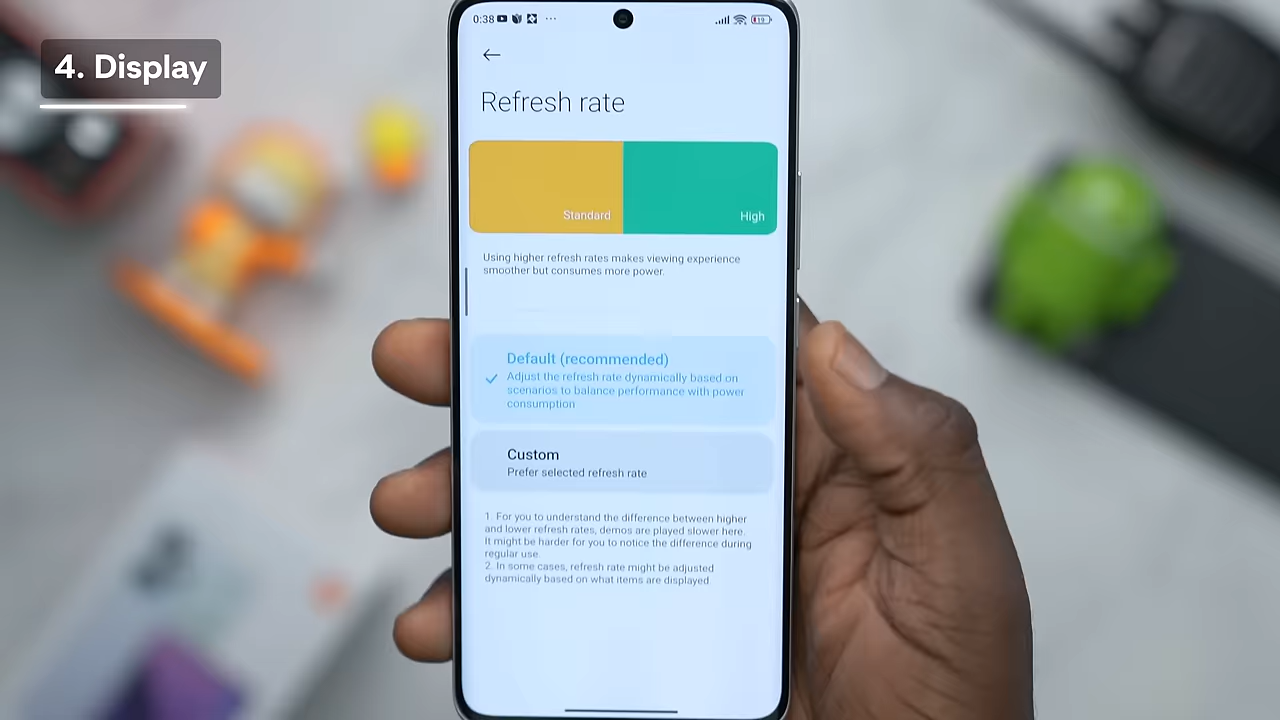 4. Display
0:38
19
Refresh rate
Standard
High
Using higher refresh rates makes viewing experience
smoother but consumes more power.
Default (recommended)
Adjust the refresh rate dynamically based on
scenarios to balance performance with power
consumption
Custom
Prefer selected refresh rate
1. For you to understand the difference between higher
and lower refresh rates, demos are played slower here.
It might be harder for you to notice the difference during
regular use.
2. In some cases, refresh rate might be adjusted
dynamically based on what items are displayed